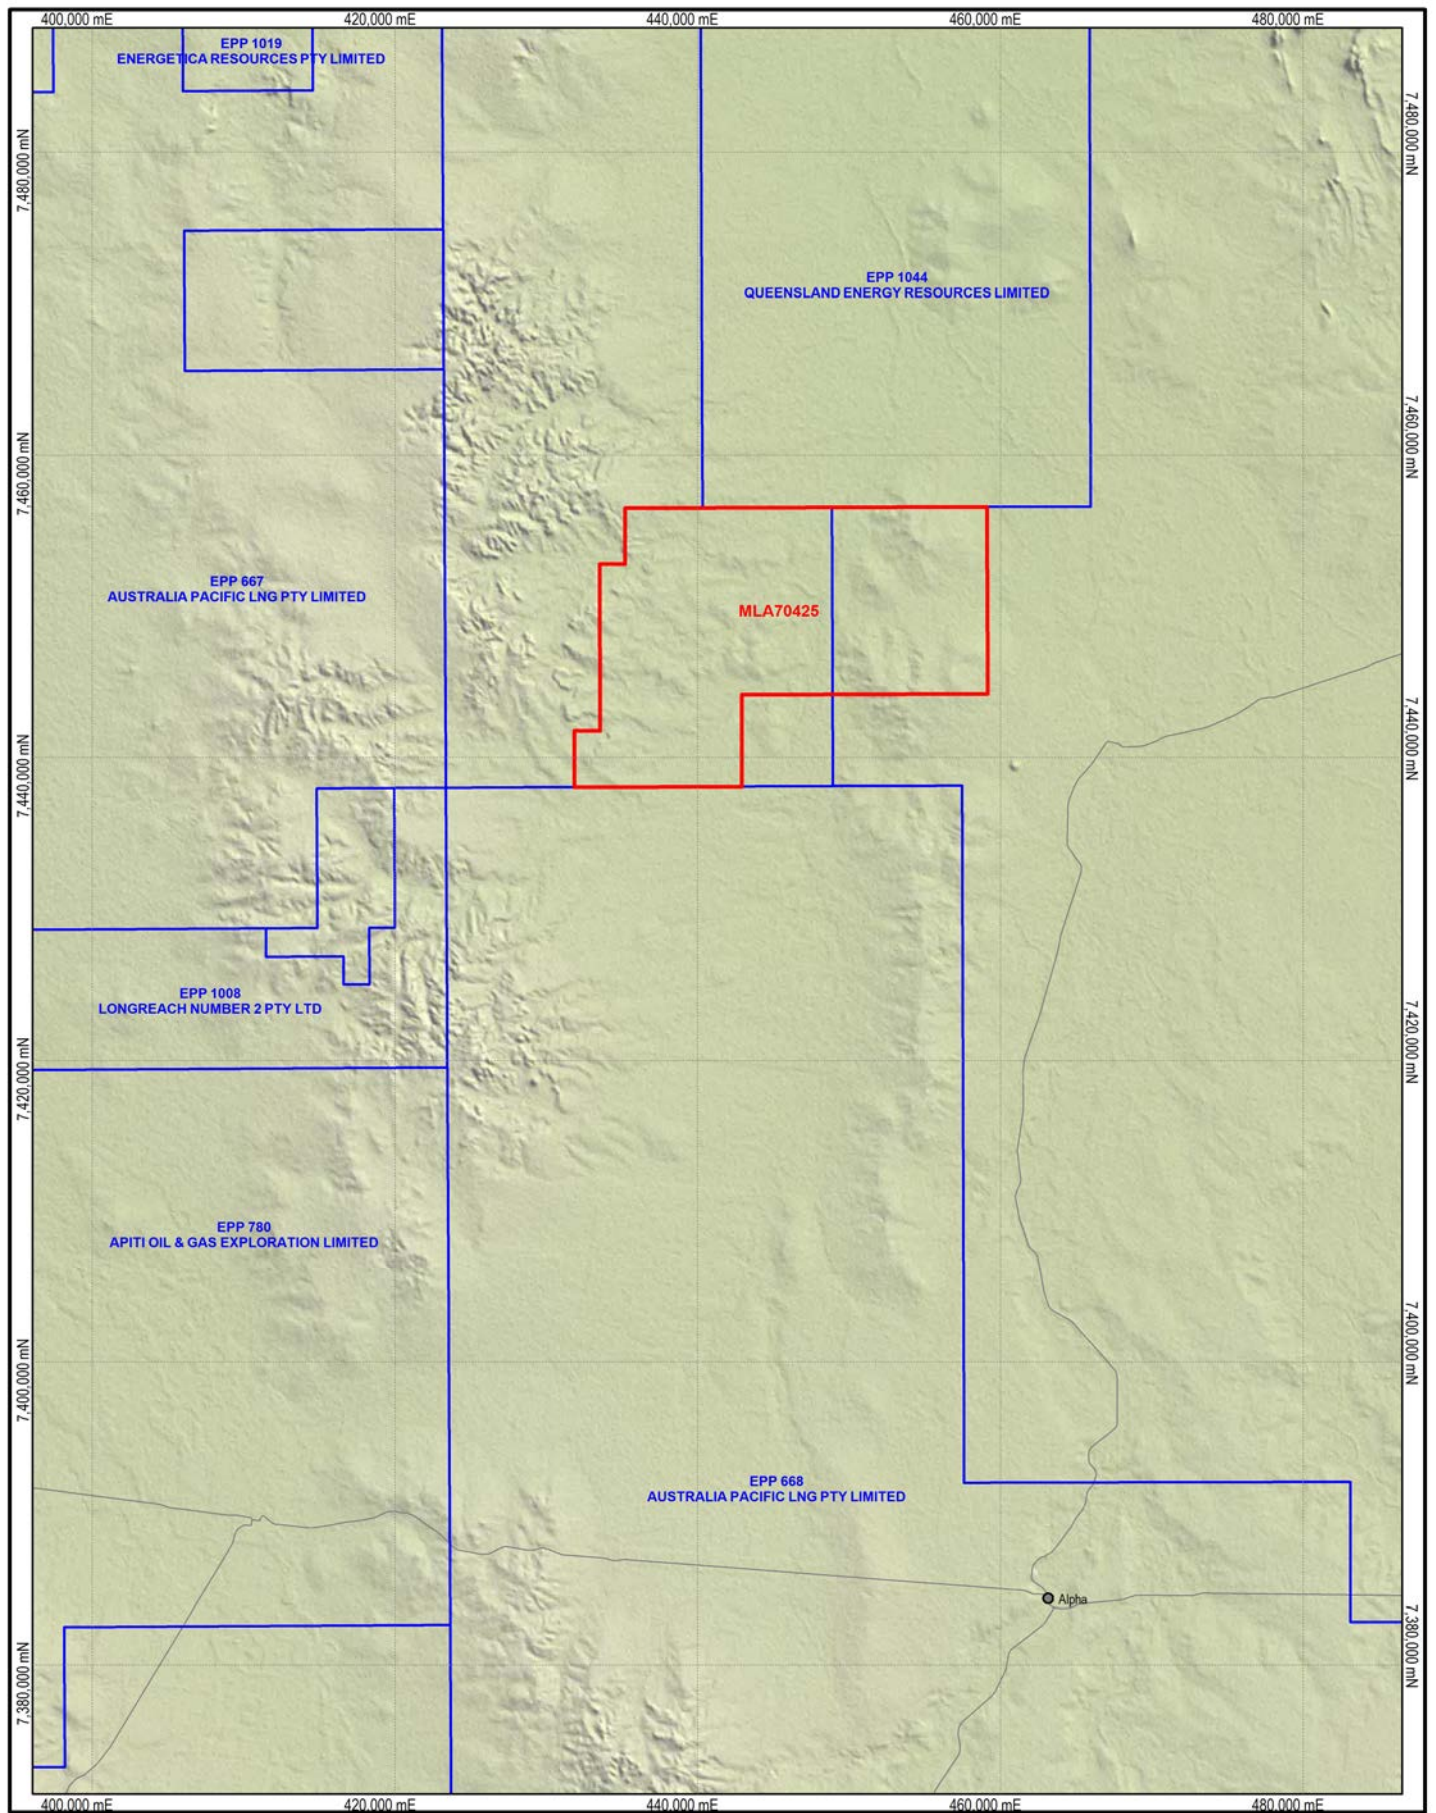 400,000 mE
420,000 mE
440,000 mE
460,000 mE
480,000 mE
EPP 1019
ENERGETICA RESOURCES PTY LIMITED
7,480,000 mN
7,480,000 mN
EPP 1044
QUEENSLAND ENERGY RESOURCES LIMITED
7,460,000 mN
7,460,000 mN
EPP 667
AUSTRALIA PACIFIC LNG PTY LIMITED
MLA70425
7,440,000 mN
7,440,000 mN
EPP 1008
LONGREACH NUMBER 2 PTY LTD
7,420,000 mN
7,420,000 mN
EPP 780
APITI OIL & GAS EXPLORATION LIMITED
7,400,000 mN
7,400,000 mN
EPP 668
AUSTRALIA PACIFIC LNG PTY LIMITED
Alpha
7,380,000 mN
7,380,000 mN
400,000 mE
420,000 mE
440,000 mE
460,000 mE
480,000 mE